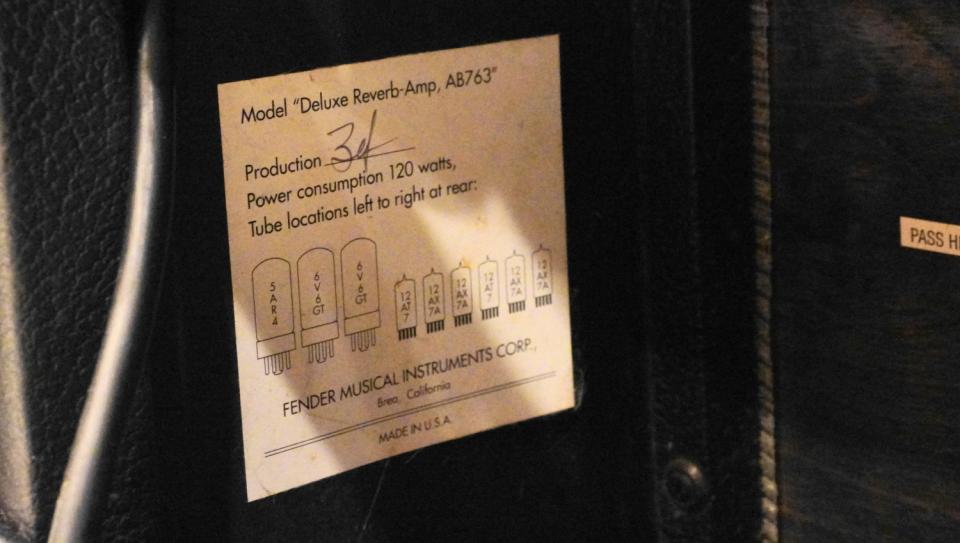 Model "Deluxe Reverb-Amp, AB763"
Production
Power consumption 120 watts,
Tube locations left to right at rear:
5AR4 6V6GT 6V6GT 12AT7 12AX7A 12AX7A 12AT7 12AX7A 12AX7A
FENDER MUSICAL INSTRUMENTS CORP.,
Brea, California
MADE IN U.S.A.
PASS H